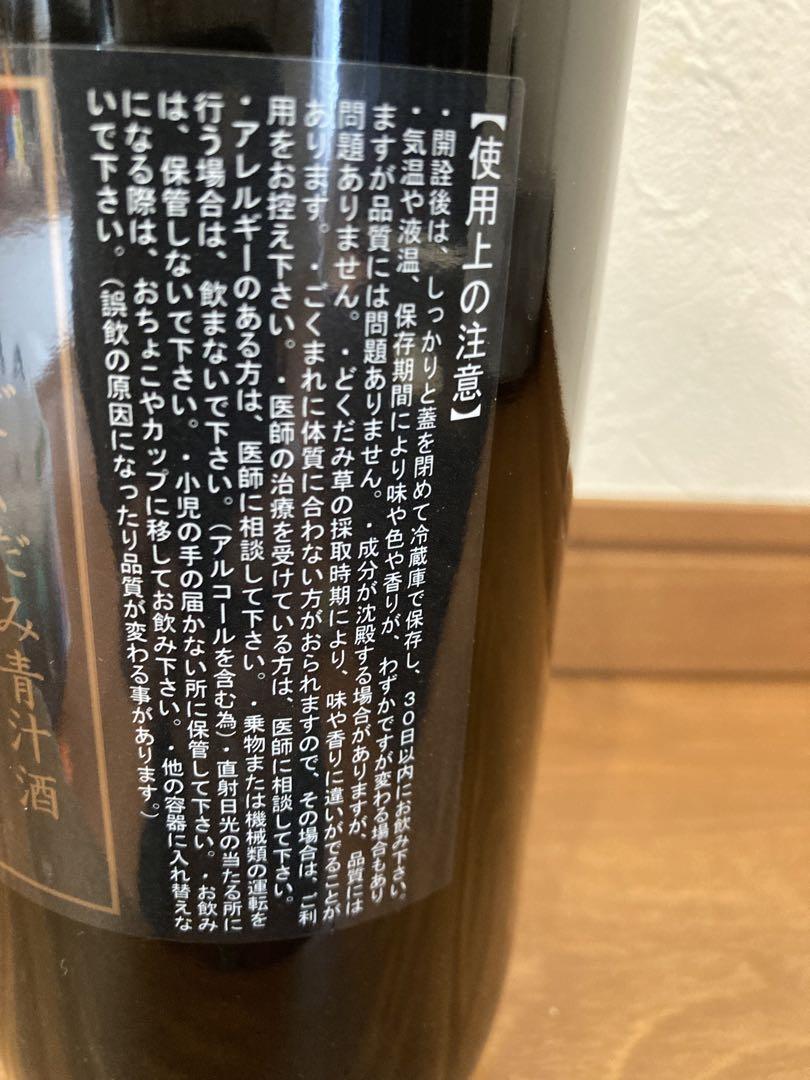 【使用上の注意】
・開詮後は、しっかりと蓋を閉めて冷蔵庫で保存し、30日以内にお飲み下さい。
・気温や液温、保存期間により味や色や香りが、わずかですが変わる場合もあり
ますが品質には問題ありません。・成分が沈殿する場合がありますが、品質には
問題ありません。・どくだみ草の採取時期により、味や香りに違いがでることが
あります。・ごくまれに体質に合わない方がおられますので、その場合は、ご利
用をお控え下さい。・医師の治療を受けている方は、医師に相談して下さい。
・アレルギーのある方は、医師に相談して下さい。・乗物または機械類の運転を
行う場合は、飲まないで下さい。（アルコールを含む為）・直射日光の当たる所に
は、保管しないで下さい。・小児の手の届かない所に保管して下さい。・お飲み
になる際は、おちょこやカップに移してお飲み下さい。・他の容器に入れ替えな
いで下さい。（誤飲の原因になったり品質が変わる事があります。）
だみ青汁酒